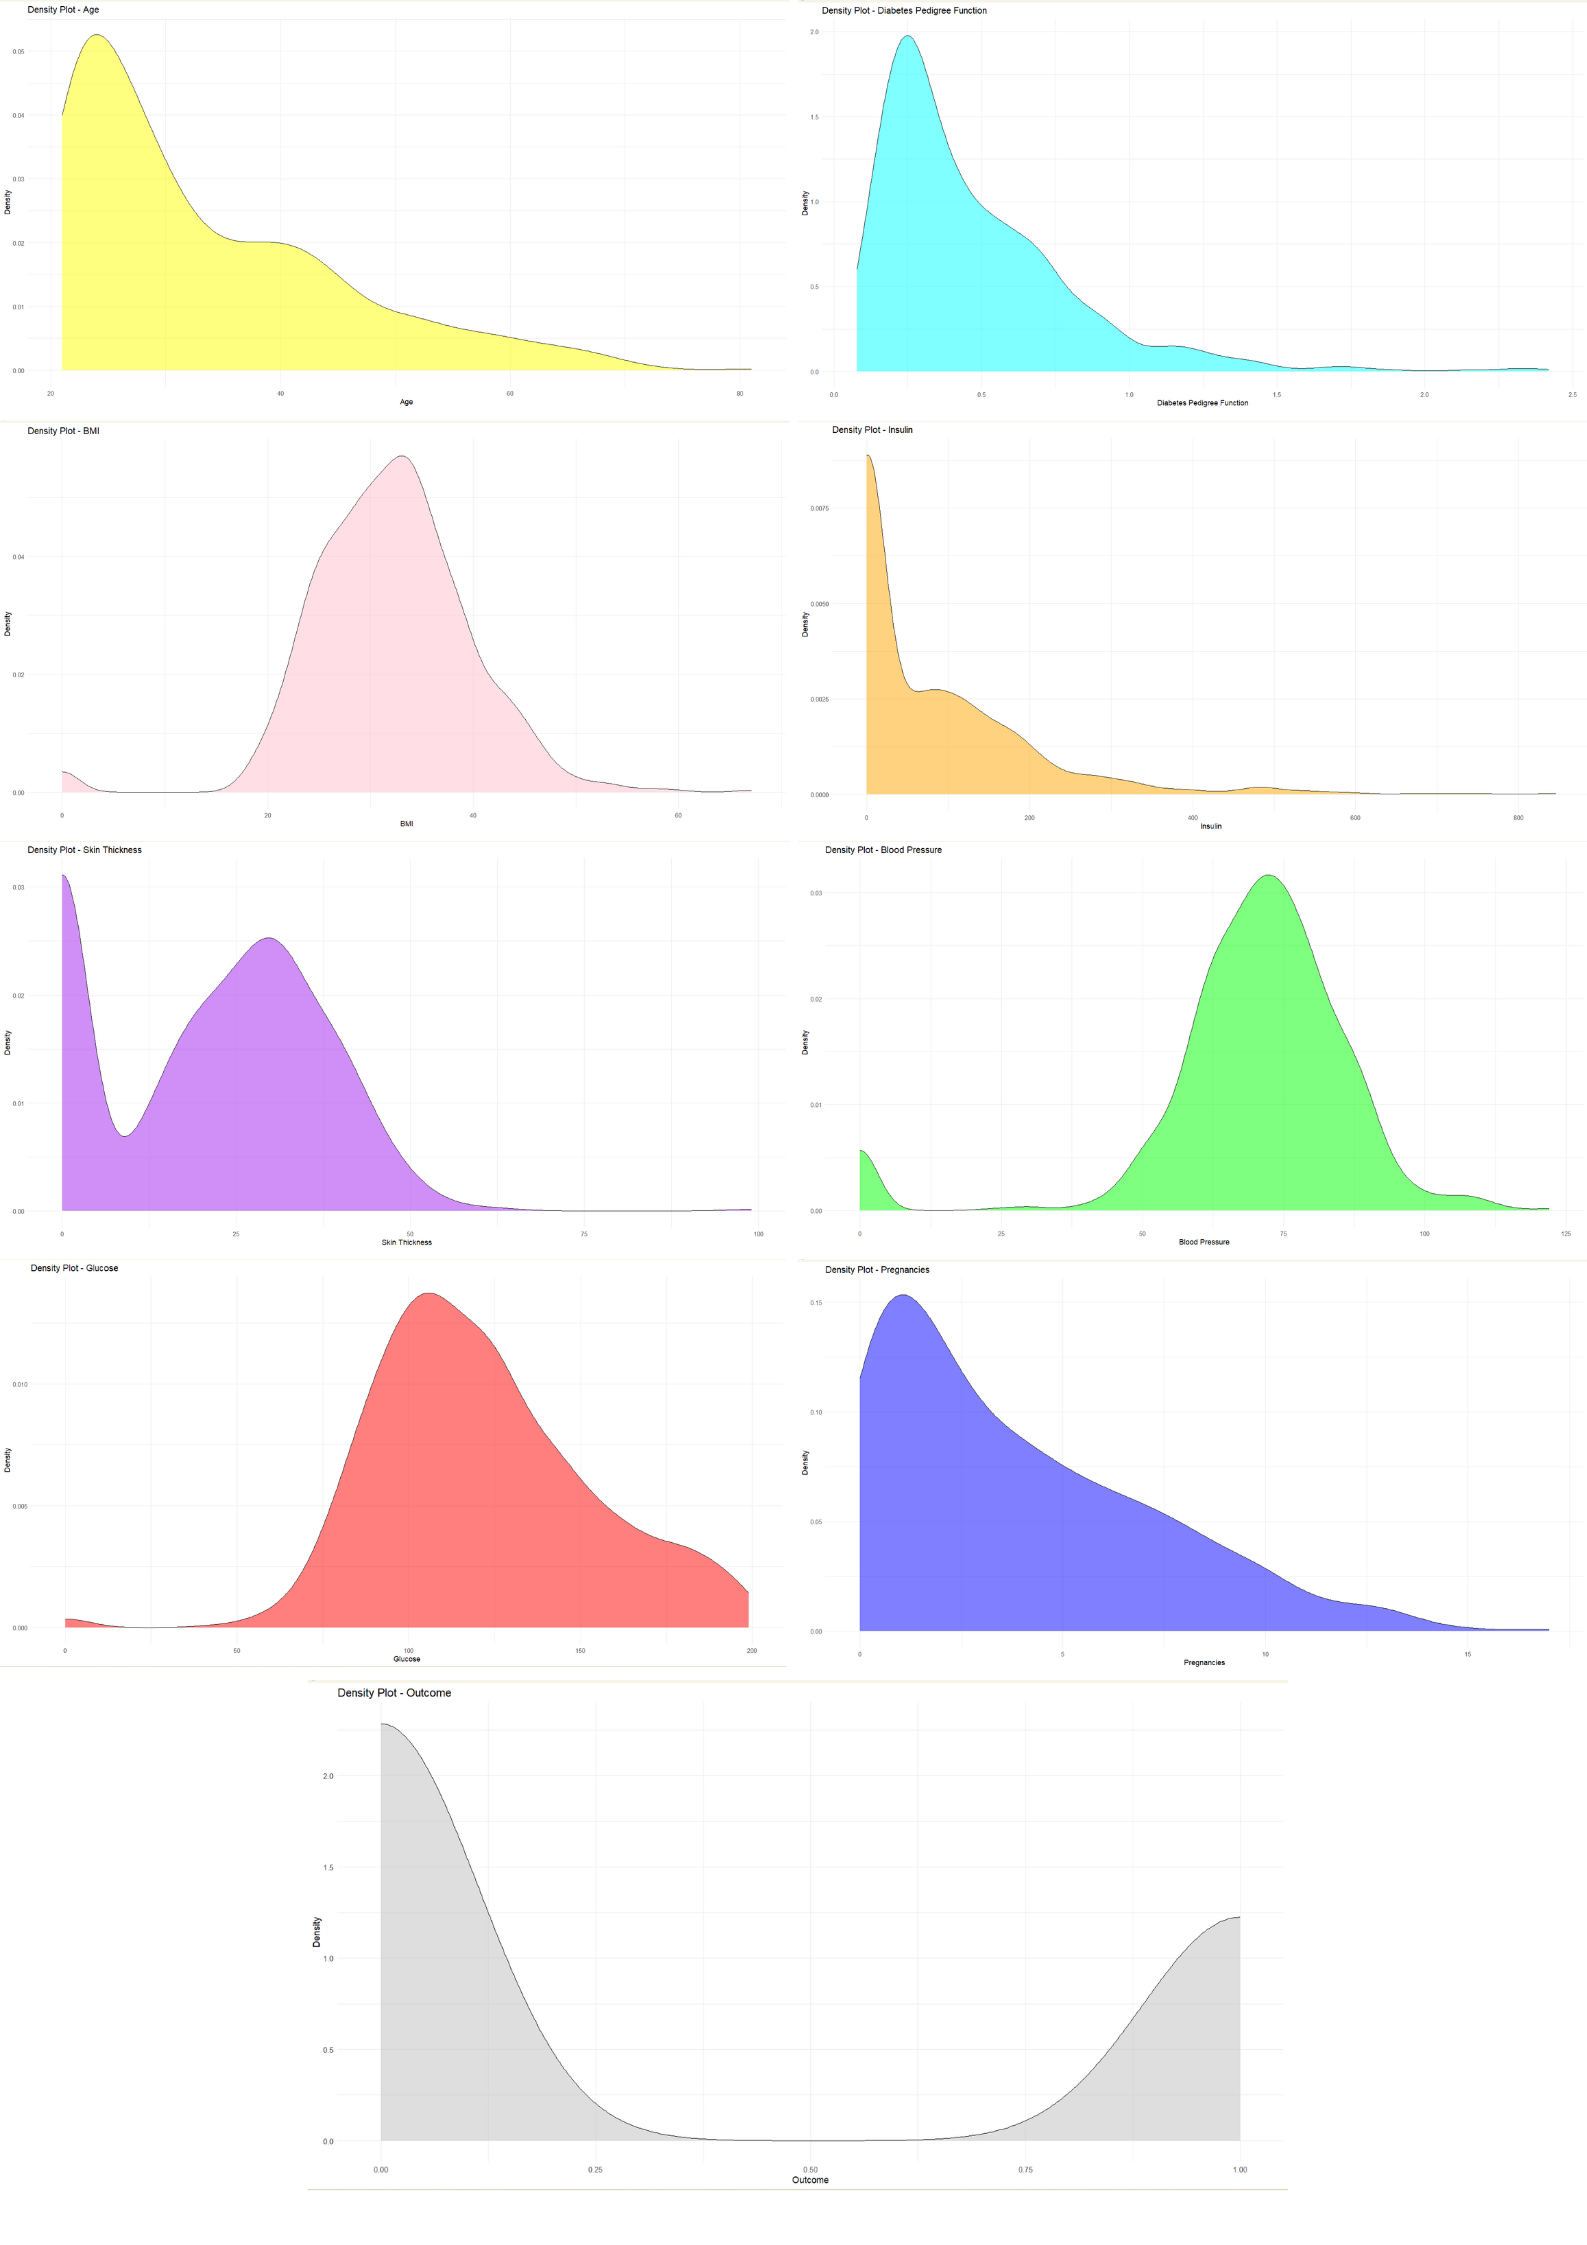 Density Plot - Age
0.05
0.04
0.03
0.02
0.01
0.00
Density
20 40 60 80
Age
Density Plot - Diabetes Pedigree Function
2.0
1.5
1.0
0.5
0.0
Density
0.0 0.5 1.0 1.5 2.0 2.5
Diabetes Pedigree Function
Density Plot - BMI
0.04
0.02
0.00
Density
0 20 40 60
BMI
Density Plot - Insulin
0.0075
0.0050
0.0025
0.0000
Density
0 200 400 600 800
Insulin
Density Plot - Skin Thickness
0.03
0.02
0.01
0.00
Density
0 25 50 75 100
Skin Thickness
Density Plot - Blood Pressure
0.03
0.02
0.01
0.00
Density
0 25 50 75 100 125
Blood Pressure
Density Plot - Glucose
0.010
0.005
0.000
Density
0 50 100 150 200
Glucose
Density Plot - Pregnancies
0.15
0.10
0.05
0.00
Density
0 5 10 15
Pregnancies
Density Plot - Outcome
2.0
1.5
1.0
0.5
0.0
Density
0.00 0.25 0.50 0.75 1.00
Outcome